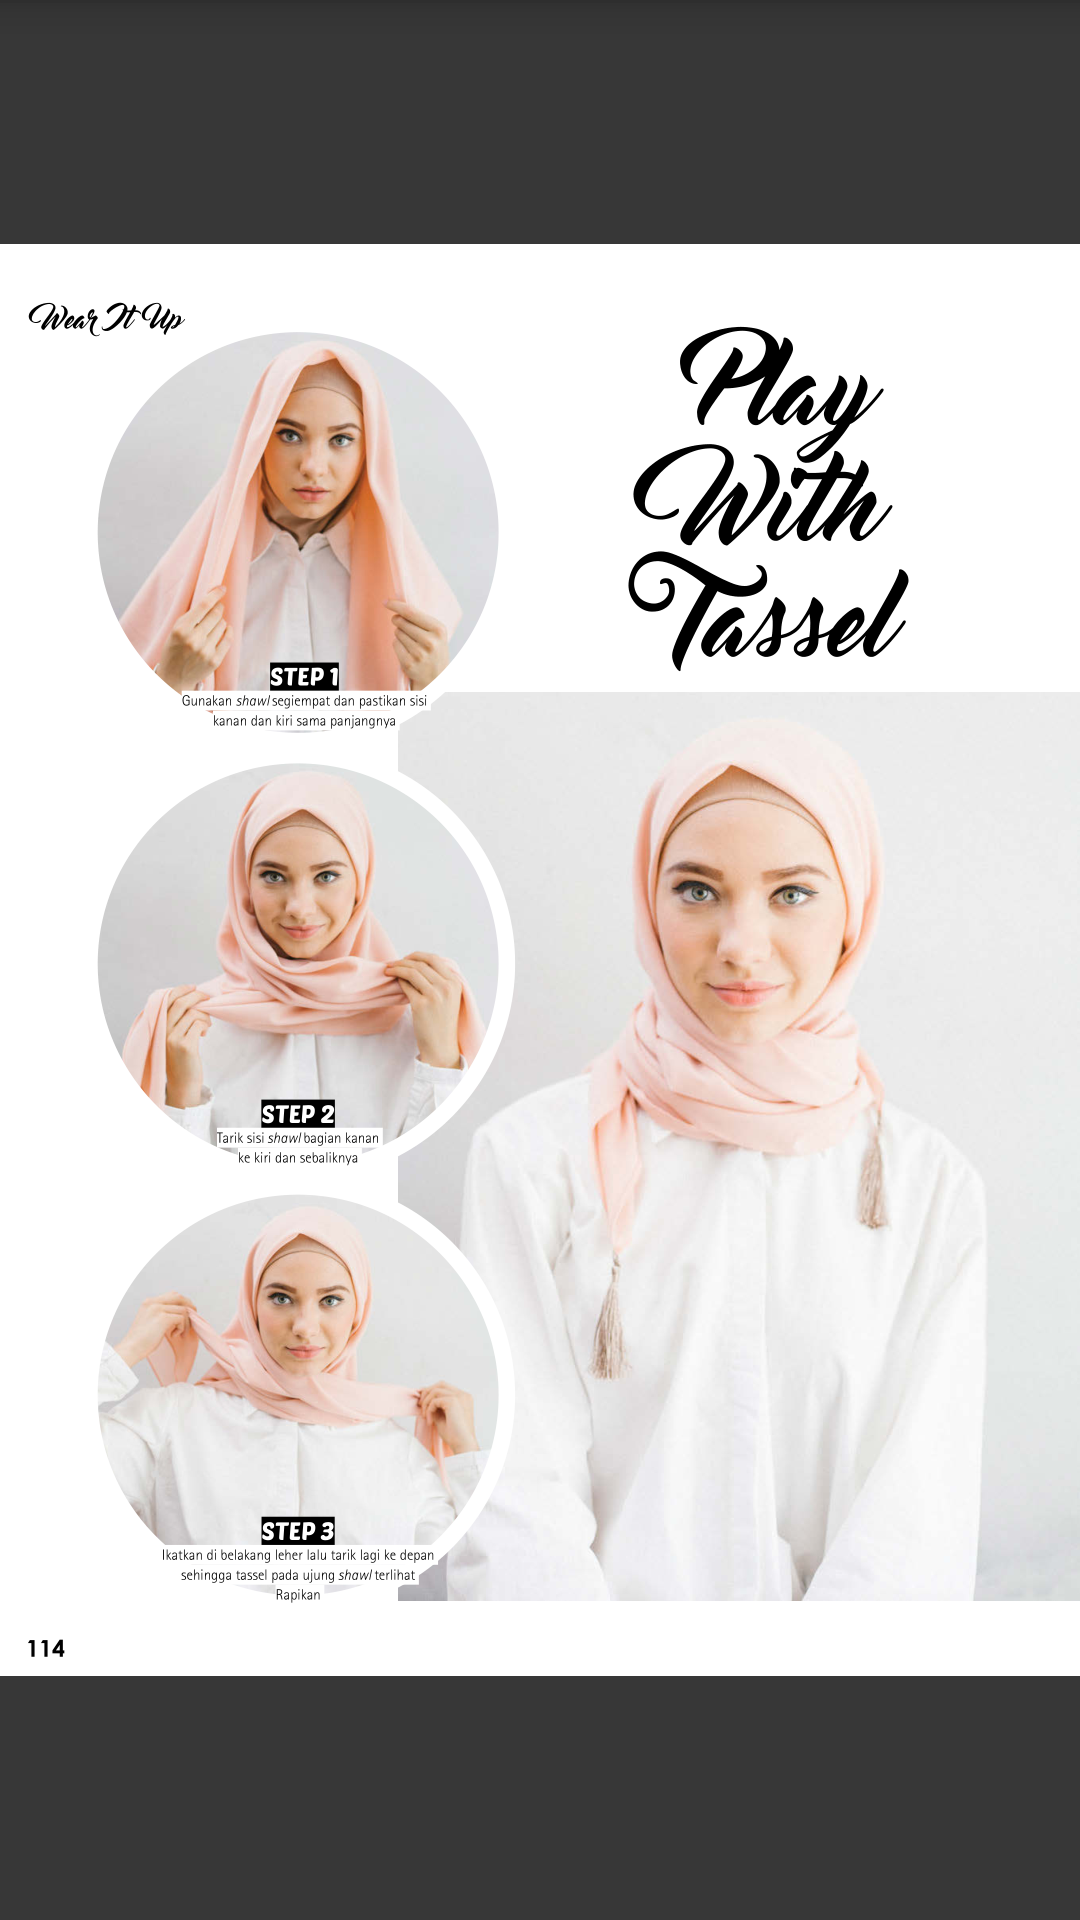 Wear It Up
Play
With
Tassel
STEP 1
Gunakan shawl segiempat dan pastikan sisi
kanan dan kiri sama panjangnya
STEP 2
Tarik sisi shawl bagian kanan
ke kiri dan sebaliknya
STEP 3
Ikatkan di belakang leher lalu tarik lagi ke depan
sehingga tassel pada ujung shawl terlihat
Rapikan
114